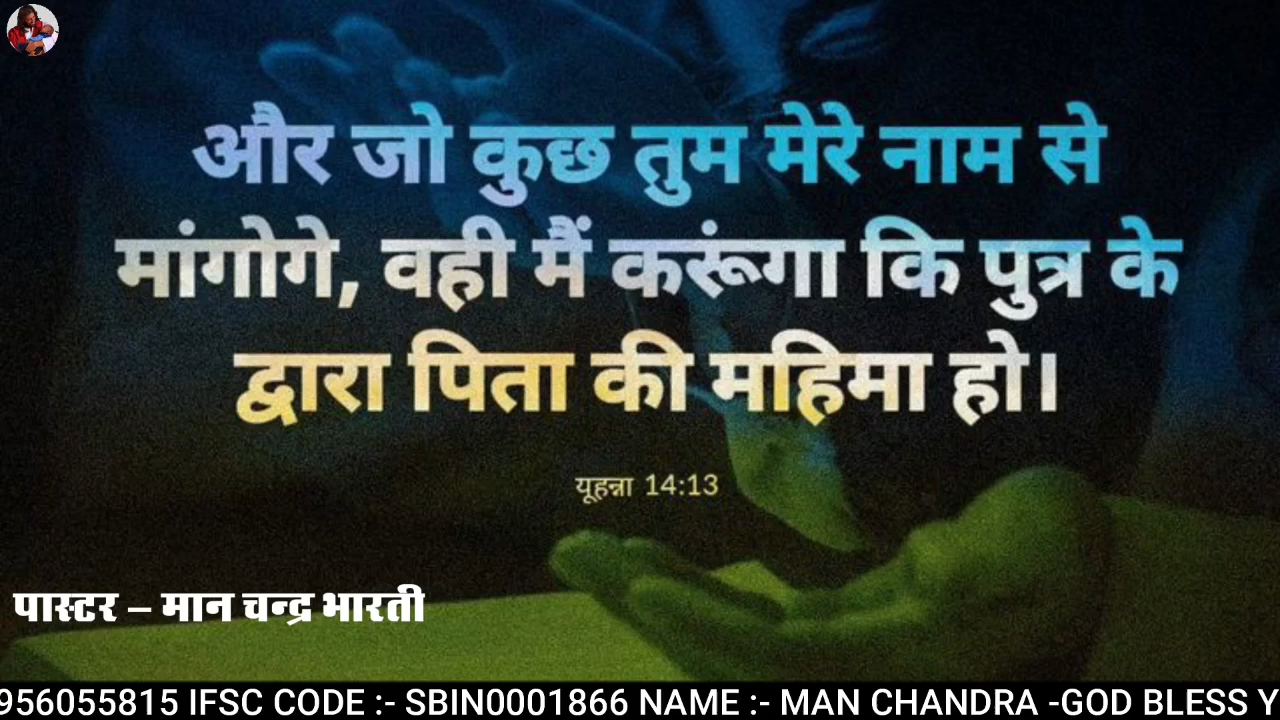 और जो कुछ तुम मेरे नाम से
मांगोगे, वही मैं करूंगा कि पुत्र के
द्वारा पिता की महिमा हो।
यूहन्ना 14:13
पास्टर – मान चन्द्र भारती
956055815 IFSC CODE :- SBIN0001866 NAME :- MAN CHANDRA -GOD BLESS Y